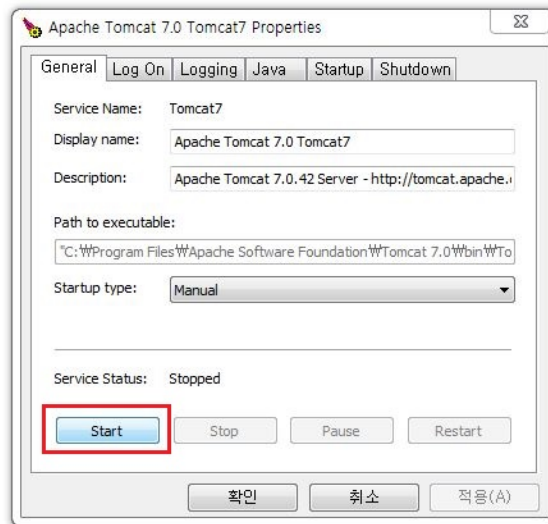 Apache Tomcat 7.0 Tomcat7 Properties
General Log On Logging Java Startup Shutdown
Service Name: Tomcat7
Display name: Apache Tomcat 7.0 Tomcat7
Description: Apache Tomcat 7.0.42 Server - http://tomcat.apache.
Path to executable:
"C:₩Program Files₩Apache Software Foundation₩Tomcat 7.0₩bin₩To
Startup type: Manual
Service Status: Stopped
Start Stop Pause Restart
확인 취소 적용(A)